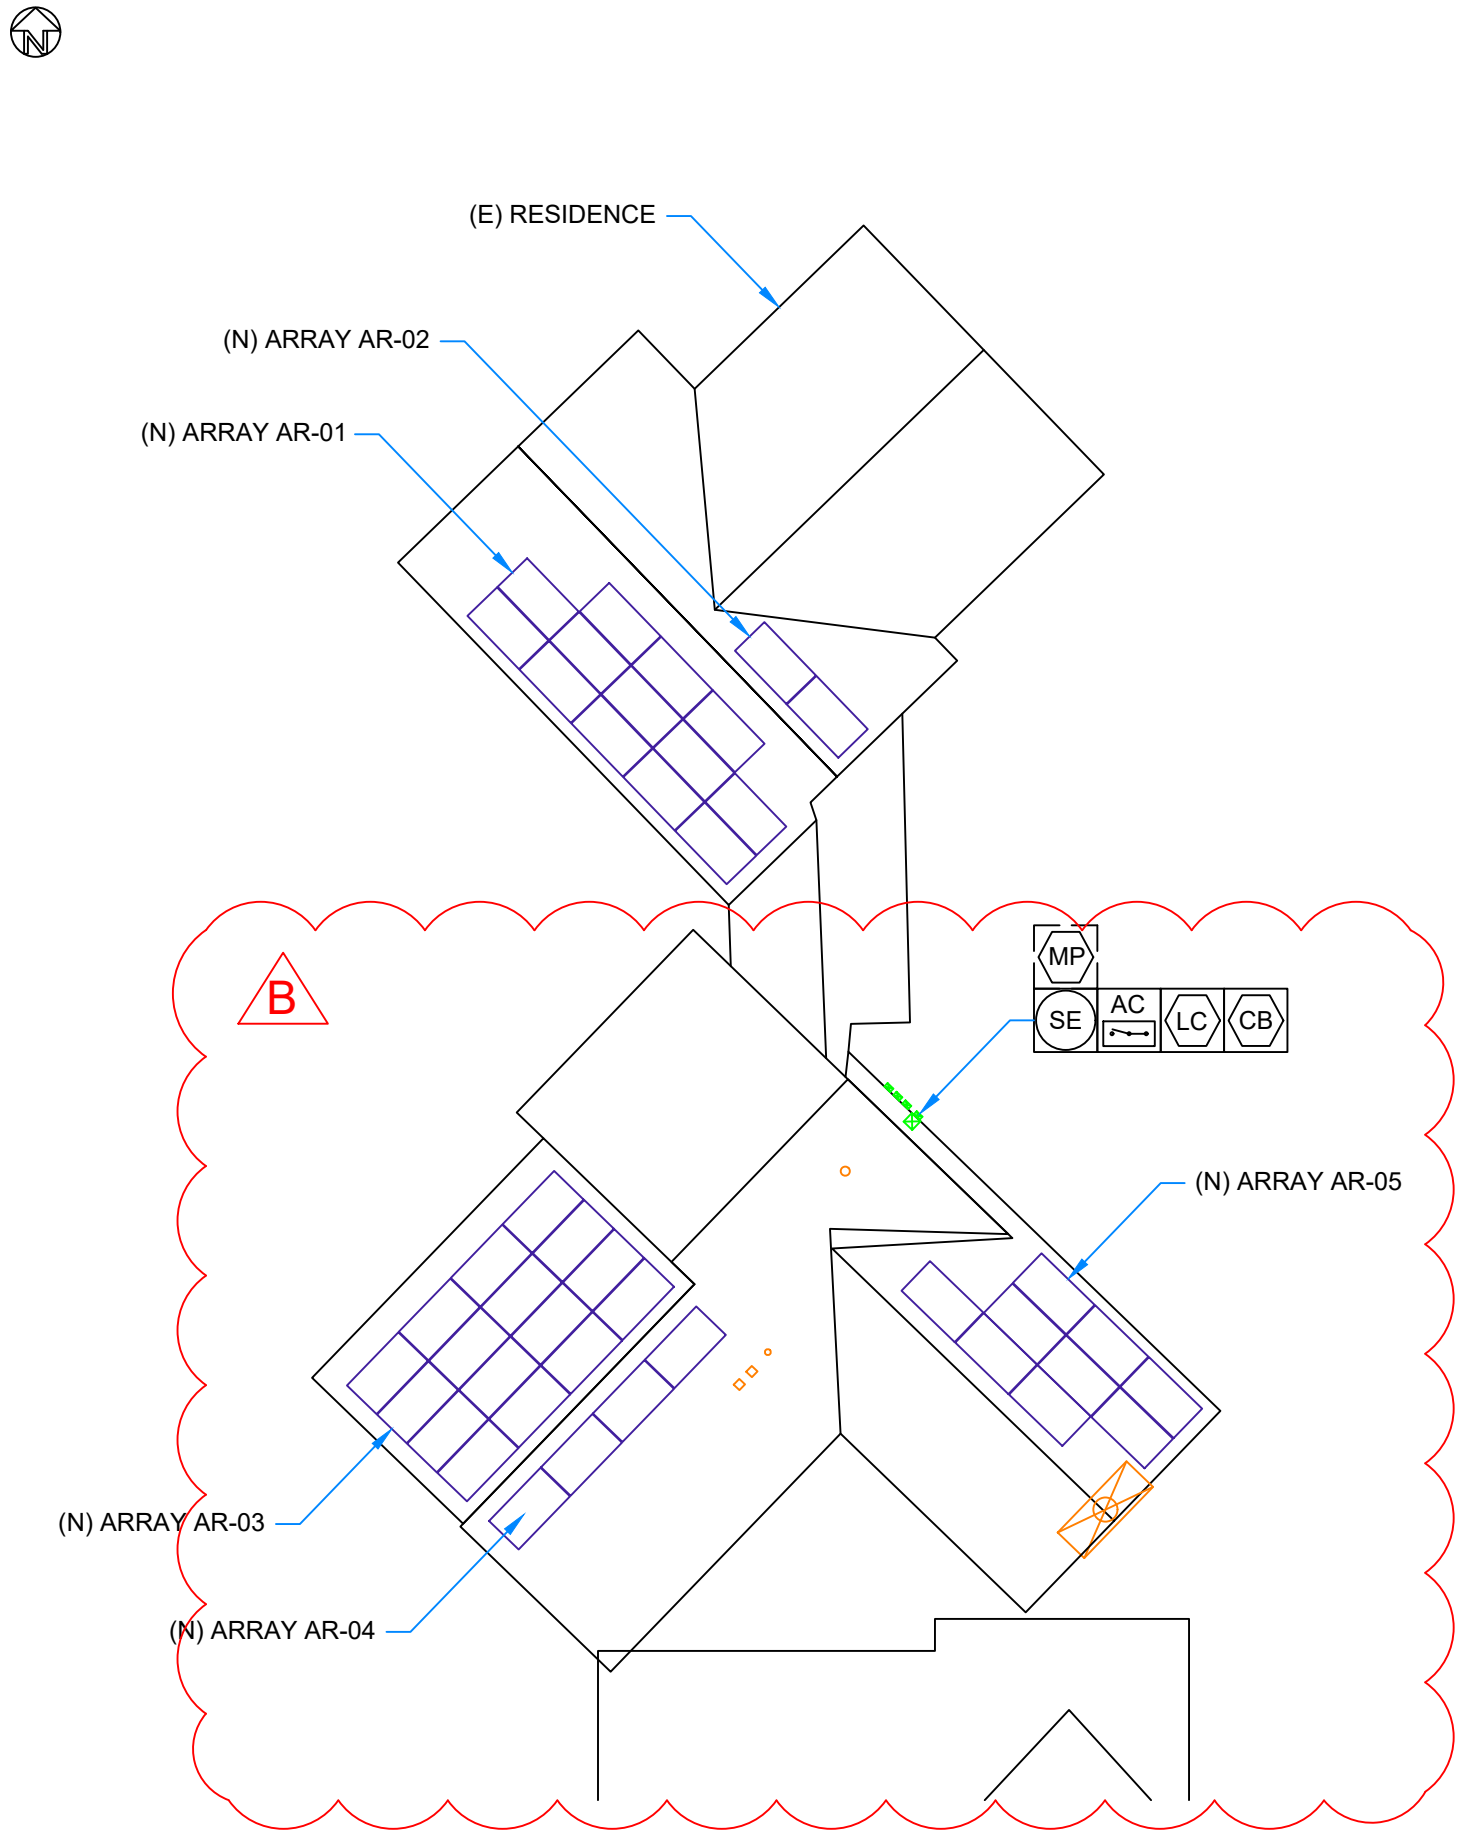 N
(E) RESIDENCE
(N) ARRAY AR-02
(N) ARRAY AR-01
B
MP
SE
AC
LC
CB
(N) ARRAY AR-05
(N) ARRAY AR-03
(N) ARRAY AR-04